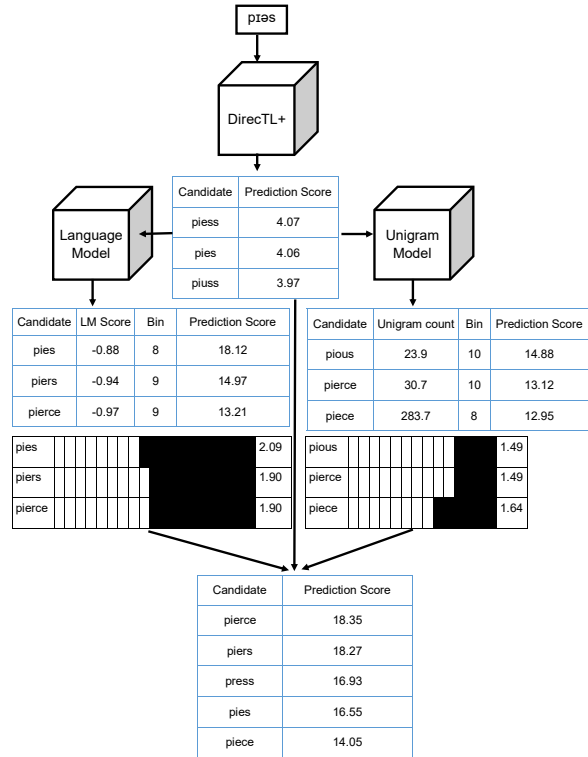 pɪəs
DirecTL+
Candidate Prediction Score
piess 4.07
pies 4.06
piuss 3.97
Language
Model
Unigram
Model
Candidate LM Score Bin Prediction Score
pies -0.88 8 18.12
piers -0.94 9 14.97
pierce -0.97 9 13.21
Candidate Unigram count Bin Prediction Score
pious 23.9 10 14.88
pierce 30.7 10 13.12
piece 283.7 8 12.95
pies 2.09
piers 1.90
pierce 1.90
pious 1.49
pierce 1.49
piece 1.64
Candidate Prediction Score
pierce 18.35
piers 18.27
press 16.93
pies 16.55
piece 14.05